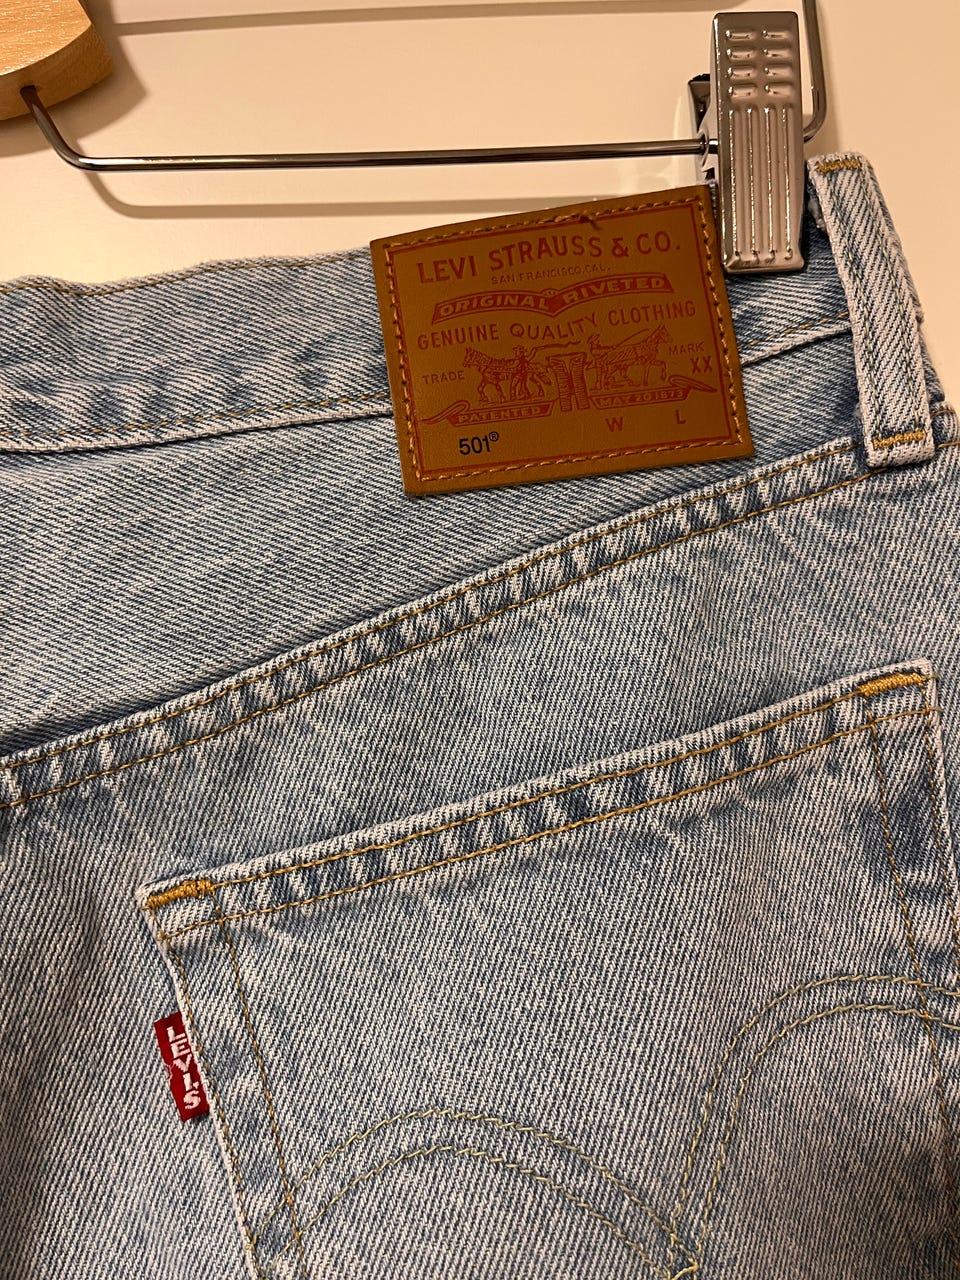 LEVI STRAUSS & CO.
SAN FRANCISCO, CAL.
ORIGINAL RIVETED
GENUINE QUALITY CLOTHING
TRADE MARK
XX
PATENTED MAY 20 1873
501® W L
LEVI'S